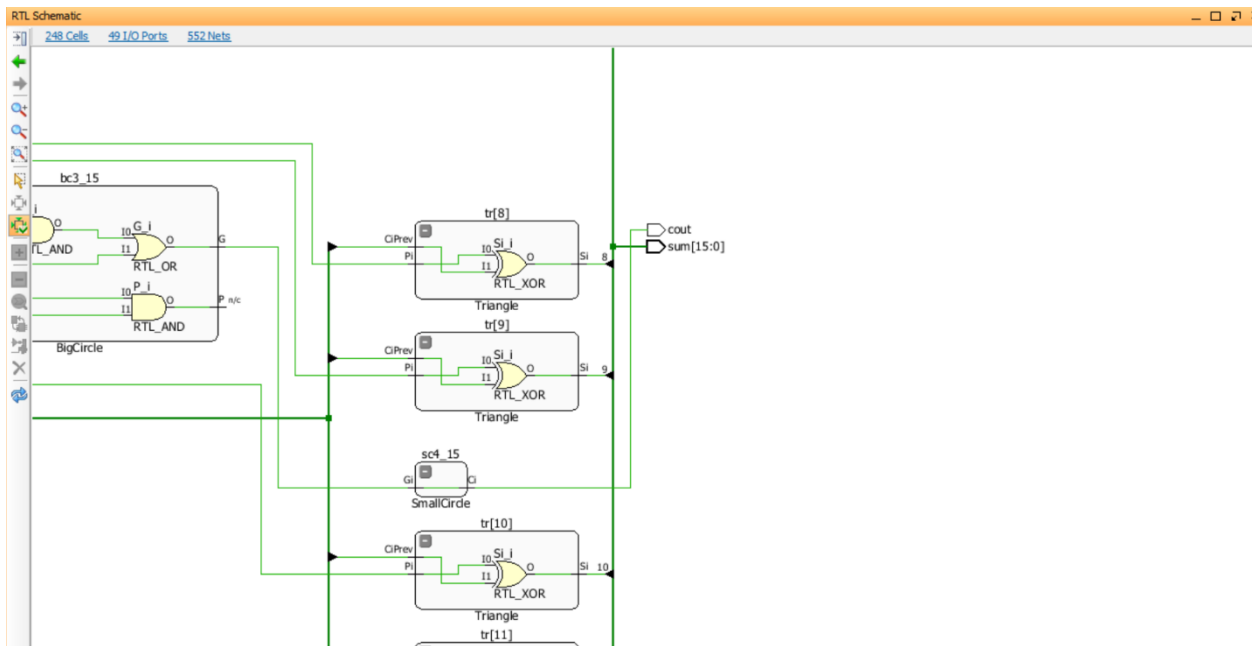 RTL Schematic
248 Cells 49 I/O Ports 552 Nets
bc3_15
i
O
TL_AND
I0 G_i
I1
O
RTL_OR
G
I0 P_i
I1
O
RTL_AND
P n/c
BigCircle
tr[8]
CiPrev
Pi
I0 Si_i
I1
O
RTL_XOR
Si 8
Triangle
cout
sum[15:0]
tr[9]
CiPrev
Pi
I0 Si_i
I1
O
RTL_XOR
Si 9
Triangle
sc4_15
Gi
Ci
SmallCircle
tr[10]
CiPrev
Pi
I0 Si_i
I1
O
RTL_XOR
Si 10
Triangle
tr[11]